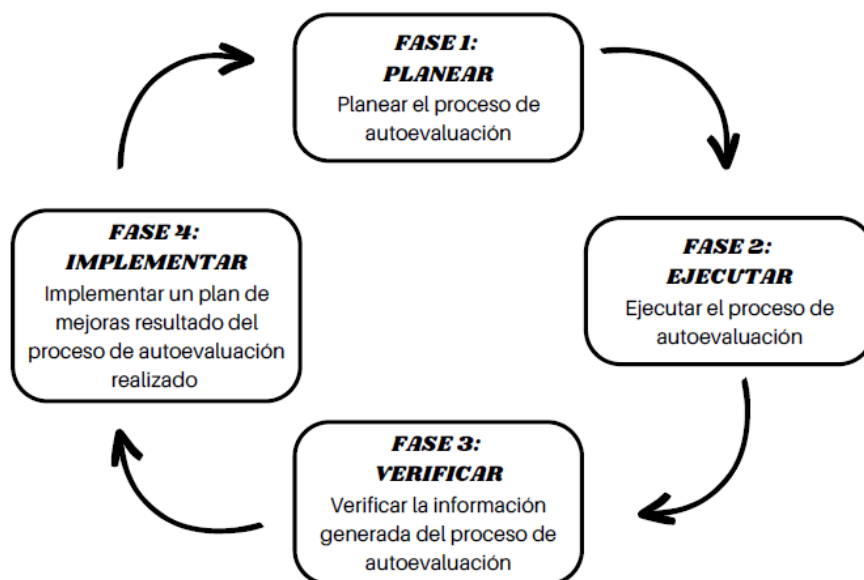 FASE 1:
PLANEAR
Planear el proceso de
autoevaluación
FASE 2:
EJECUTAR
Ejecutar el proceso de
autoevaluación
FASE 3:
VERIFICAR
Verificar la información
generada del proceso de
autoevaluación
FASE 4:
IMPLEMENTAR
Implementar un plan de
mejoras resultado del
proceso de autoevaluación
realizado